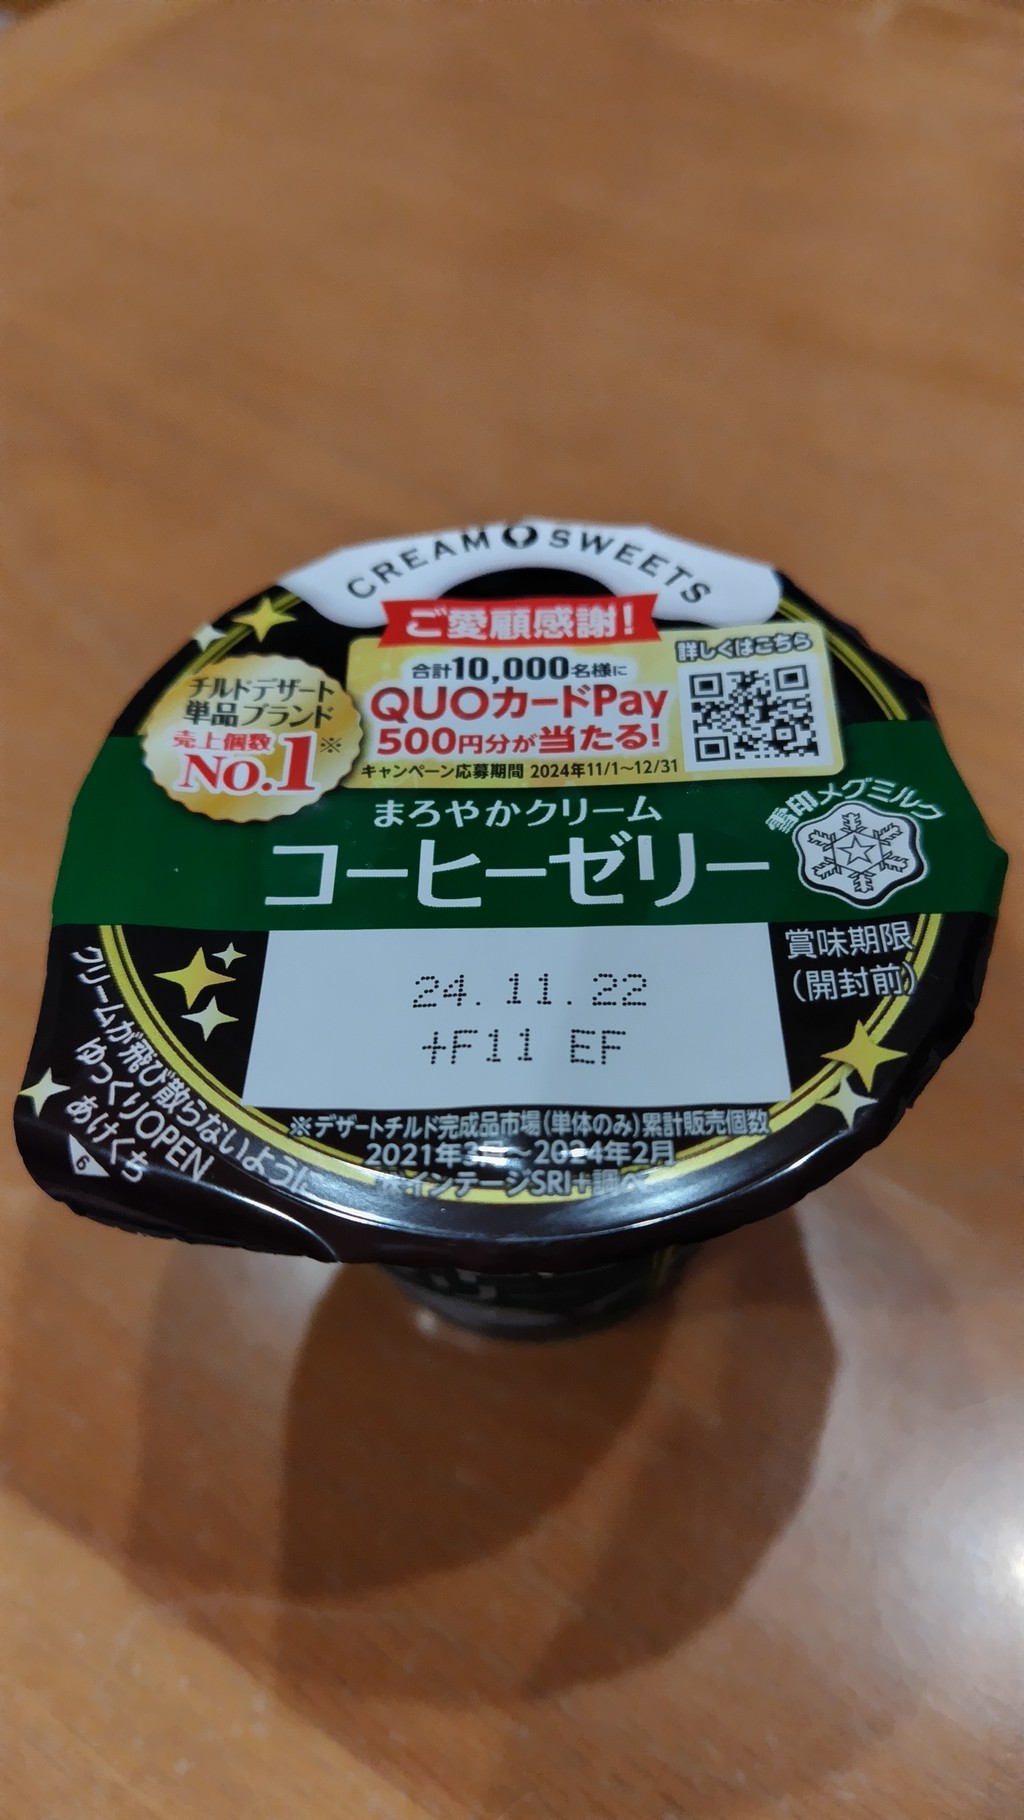 CREAM SWEETS
ご愛顧感謝!
合計10,000名様に
QUOカードPay
500円分が当たる!
キャンペーン応募期間 2024年11/1~12/31
詳しくはこちら
チルドデザート
単品ブランド
売上個数
No.1※
まろやかクリーム
コーヒーゼリー
雪印メグミルク
賞味期限
(開封前)
24.11.22
+F11 EF
クリームが飛び散らないように
ゆっくりOPEN
あけくち
6
※デザートチルド完成品市場(単体のみ)累計販売個数
2021年3月~2024年2月
インテージSRI+調べ